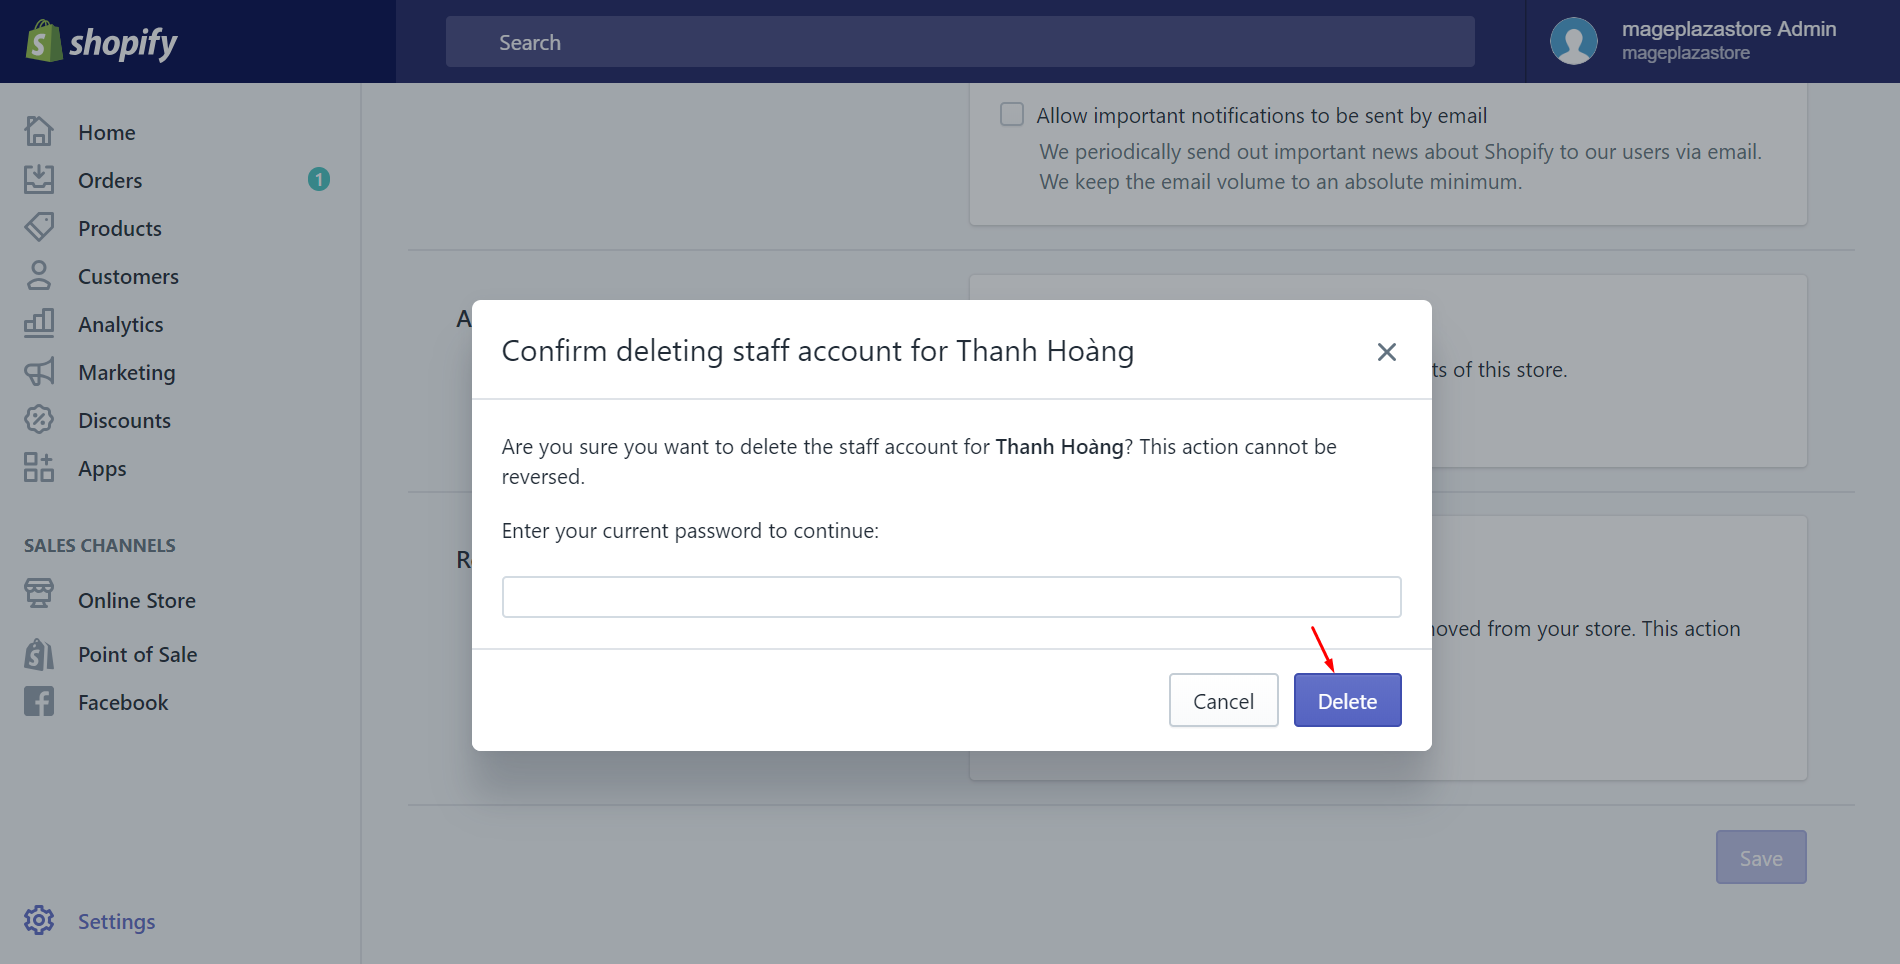 shopify
Search
mageplazastore Admin
mageplazastore
Home
Orders
1
Products
Customers
Analytics
Marketing
Discounts
Apps
SALES CHANNELS
Online Store
Point of Sale
Facebook
Settings
Allow important notifications to be sent by email
We periodically send out important news about Shopify to our users via email.
We keep the email volume to an absolute minimum.
A
ts of this store.
Confirm deleting staff account for Thanh Hoàng
Are you sure you want to delete the staff account for Thanh Hoàng? This action cannot be
reversed.
Enter your current password to continue:
R
oved from your store. This action
Cancel
Delete
Save